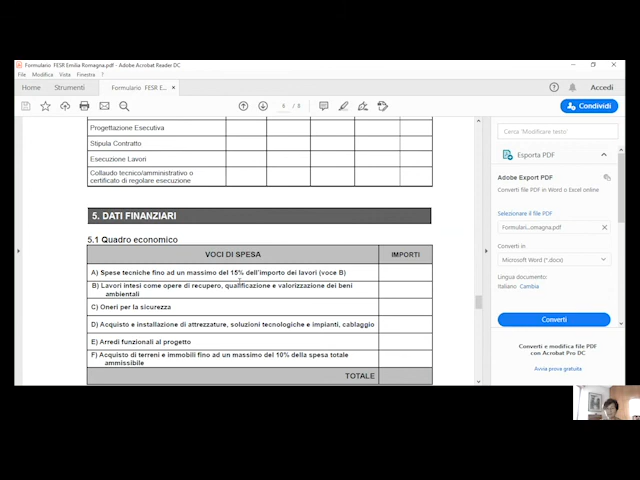 Formulario FESR Emilia Romagna.pdf - Adobe Acrobat Reader DC
File Modifica Vista Finestra ?
Home Strumenti Formulario FESR E... × Accedi
6 / 8 Condividi
Progettazione Esecutiva
Stipula Contratto
Esecuzione Lavori
Collaudo tecnico/amministrativo o
certificato di regolare esecuzione
5. DATI FINANZIARI
5.1 Quadro economico
VOCI DI SPESA IMPORTI
A) Spese tecniche fino ad un massimo del 15% dell'importo dei lavori (voce B)
B) Lavori intesi come opere di recupero, qualificazione e valorizzazione dei beni
ambientali
C) Oneri per la sicurezza
D) Acquisto e installazione di attrezzature, soluzioni tecnologiche e impianti, cablaggio
E) Arredi funzionali al progetto
F) Acquisto di terreni e immobili fino ad un massimo del 10% della spesa totale
ammissibile
TOTALE
Cerca 'Modificare testo'
Esporta PDF
Adobe Export PDF
Converti file PDF in Word o Excel online
Selezionare il file PDF
Formulari...omagna.pdf ×
Converti in
Microsoft Word (*.docx)
Lingua documento:
Italiano Cambia
Converti
Converti e modifica file PDF
con Acrobat Pro DC
Avvia prova gratuita